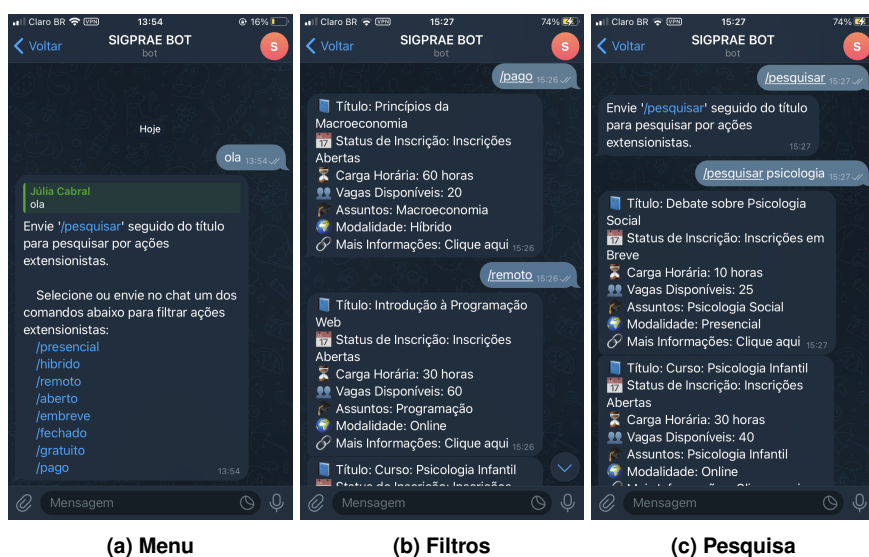 Claro BR VPN 13:54 16%
Voltar
SIGPRAE BOT
bot
S
Hoje
ola 13:54
Júlia Cabral
ola
Envie '/pesquisar' seguido do título
para pesquisar por ações
extensionistas.
Selecione ou envie no chat um dos
comandos abaixo para filtrar ações
extensionistas:
/presencial
/hibrido
/remoto
/aberto
/embreve
/fechado
/gratuito
/pago 13:54
Mensagem
(a) Menu
Claro BR VPN 15:27 74%
Voltar
SIGPRAE BOT
bot
S
/pago 15:26
Título: Princípios da
Macroeconomia
17 Status de Inscrição: Inscrições
Abertas
Carga Horária: 60 horas
Vagas Disponíveis: 20
Assuntos: Macroeconomia
Modalidade: Híbrido
Mais Informações: Clique aqui 15:26
/remoto 15:26
Título: Introdução à Programação
Web
17 Status de Inscrição: Inscrições
Abertas
Carga Horária: 30 horas
Vagas Disponíveis: 60
Assuntos: Programação
Modalidade: Online
Mais Informações: Clique aqui 15:26
Título: Curso: Psicologia Infantil
Mensagem
(b) Filtros
Claro BR VPN 15:27 74%
Voltar
SIGPRAE BOT
bot
S
/pesquisar 15:27
Envie '/pesquisar' seguido do título
para pesquisar por ações
extensionistas. 15:27
/pesquisar psicologia 15:27
Título: Debate sobre Psicologia
Social
17 Status de Inscrição: Inscrições em
Breve
Carga Horária: 10 horas
Vagas Disponíveis: 25
Assuntos: Psicologia Social
Modalidade: Presencial
Mais Informações: Clique aqui 15:27
Título: Curso: Psicologia Infantil
17 Status de Inscrição: Inscrições
Abertas
Carga Horária: 30 horas
Vagas Disponíveis: 40
Assuntos: Psicologia Infantil
Modalidade: Online
Mensagem
(c) Pesquisa